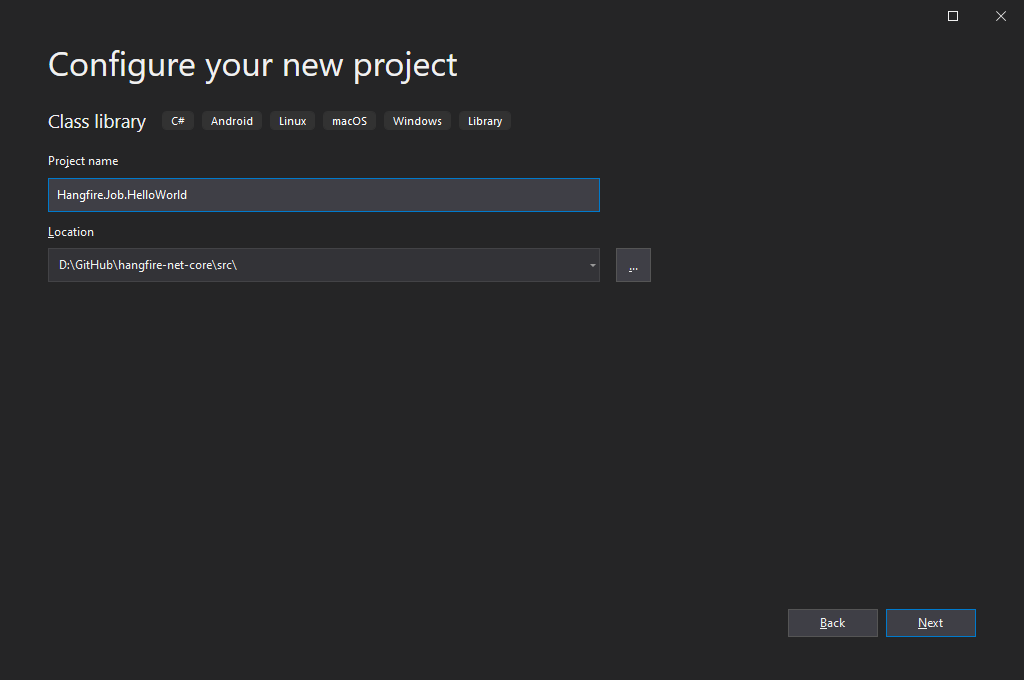 Configure your new project
Class library C# Android Linux macOS Windows Library
Project name
Hangfire.Job.HelloWorld
Location
D:\GitHub\hangfire-net-core\src\
...
Back Next